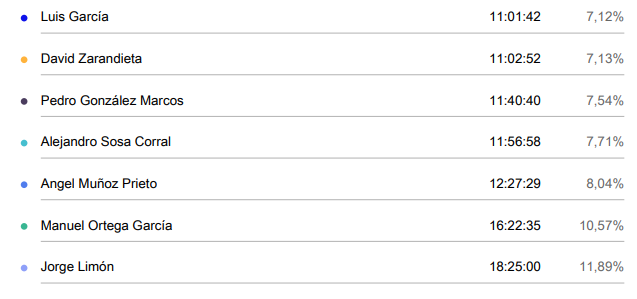 Luis García 11:01:42 7,12%
David Zarandieta 11:02:52 7,13%
Pedro González Marcos 11:40:40 7,54%
Alejandro Sosa Corral 11:56:58 7,71%
Angel Muñoz Prieto 12:27:29 8,04%
Manuel Ortega García 16:22:35 10,57%
Jorge Limón 18:25:00 11,89%